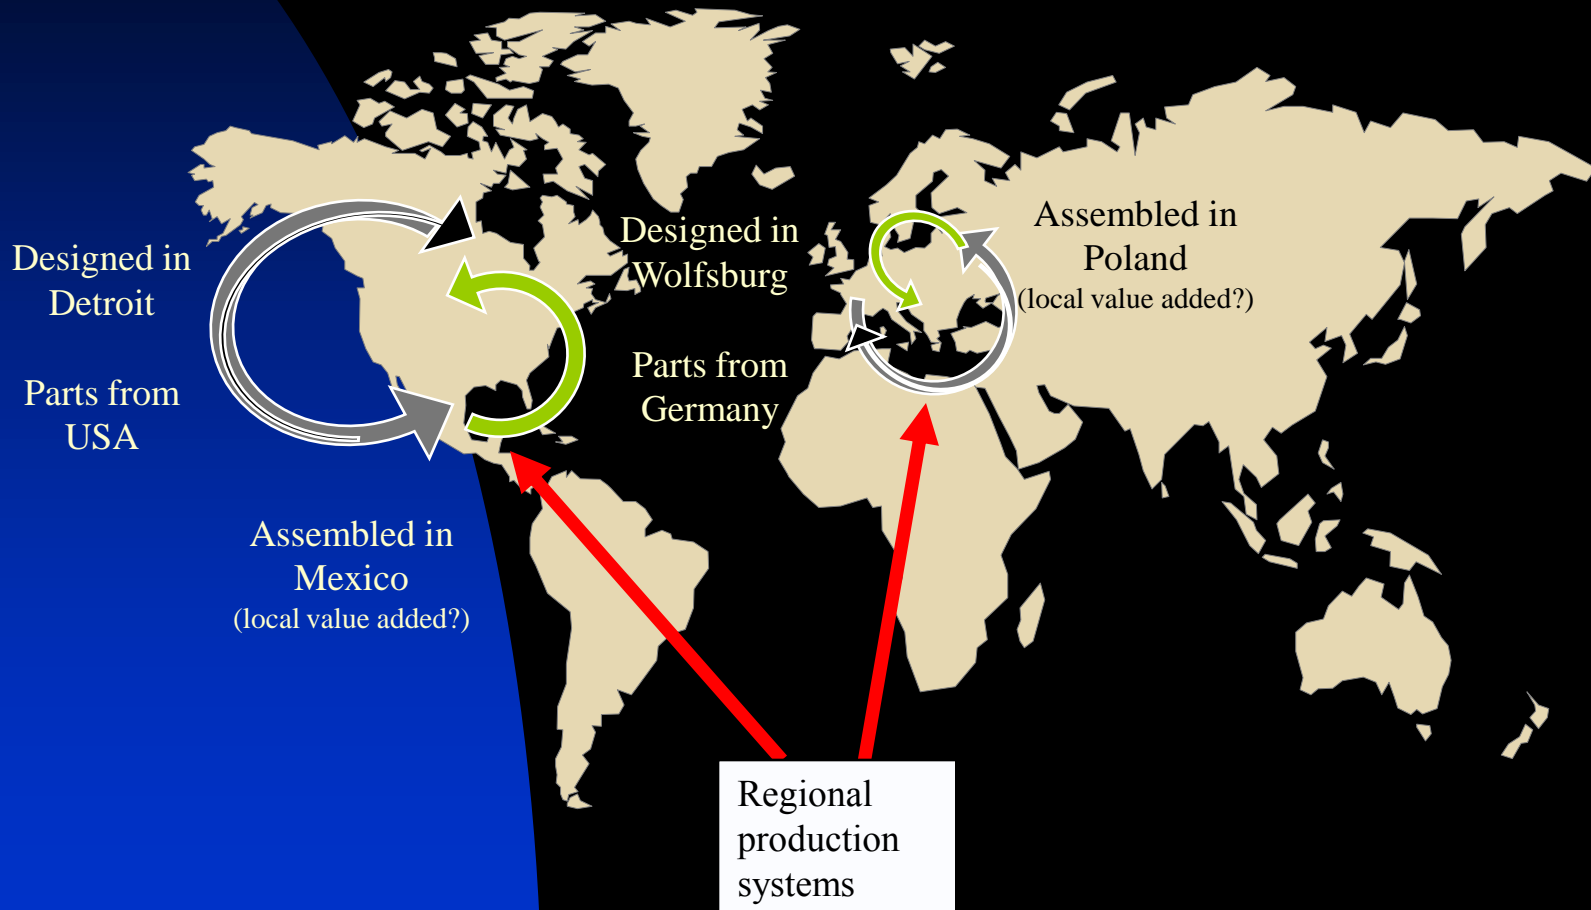 Designed in
Detroit
Parts from
USA
Assembled in
Mexico
(local value added?)
Designed in
Wolfsburg
Parts from
Germany
Assembled in
Poland
(local value added?)
Regional
production
systems